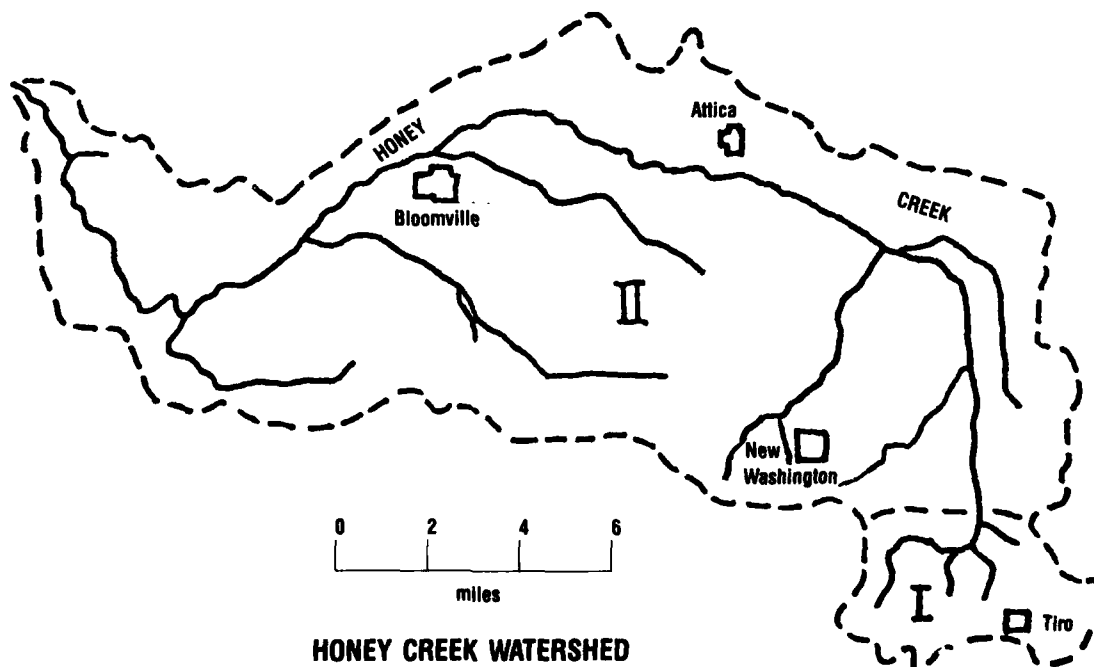 Attica
HONEY
CREEK
Bloomville
II
New
Washington
0 2 4 6
miles
I
Tiro
HONEY CREEK WATERSHED